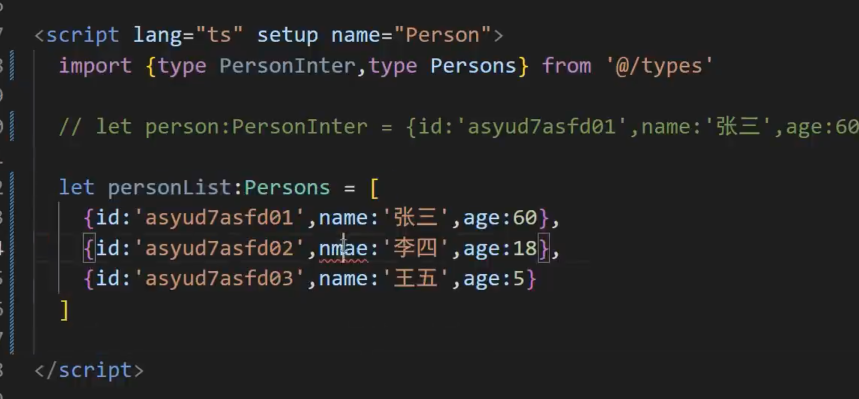 <script lang="ts" setup name="Person">
import {type PersonInter,type Persons} from '@/types'
// let person:PersonInter = {id:'asyud7asfd01',name:'张三',age:60
let personList:Persons = [
{id:'asyud7asfd01',name:'张三',age:60},
{id:'asyud7asfd02',nmae:'李四',age:18},
{id:'asyud7asfd03',name:'王五',age:5}
]
</script>